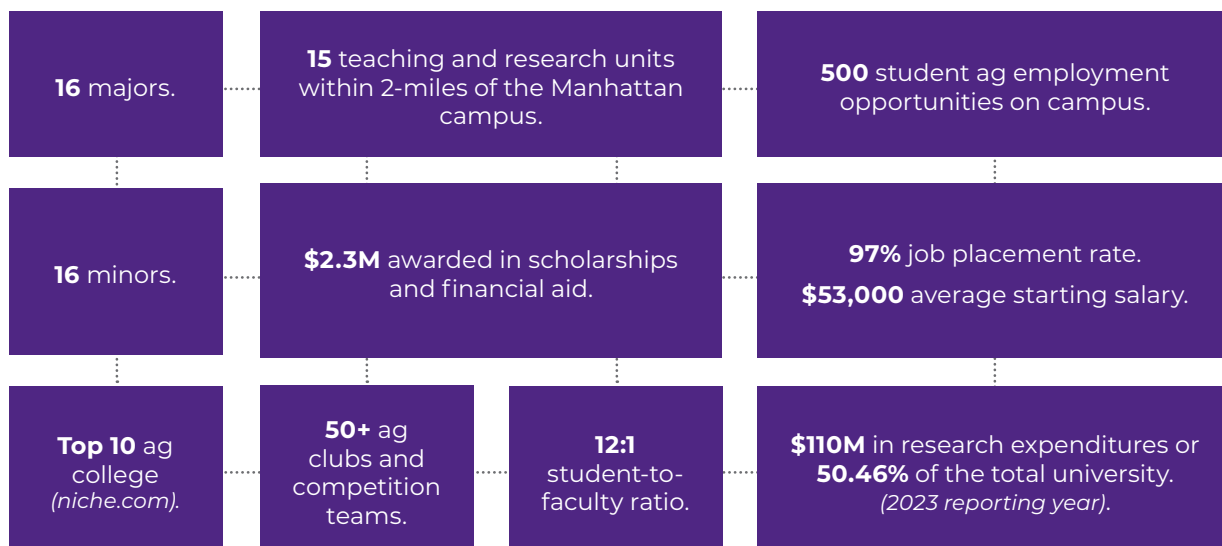 16 majors.
15 teaching and research units
within 2-miles of the Manhattan
campus.
500 student ag employment
opportunities on campus.
16 minors.
$2.3M awarded in scholarships
and financial aid.
97% job placement rate.
$53,000 average starting salary.
Top 10 ag
college
(niche.com).
50+ ag
clubs and
competition
teams.
12:1
student-to-
faculty ratio.
$110M in research expenditures or
50.46% of the total university.
(2023 reporting year).